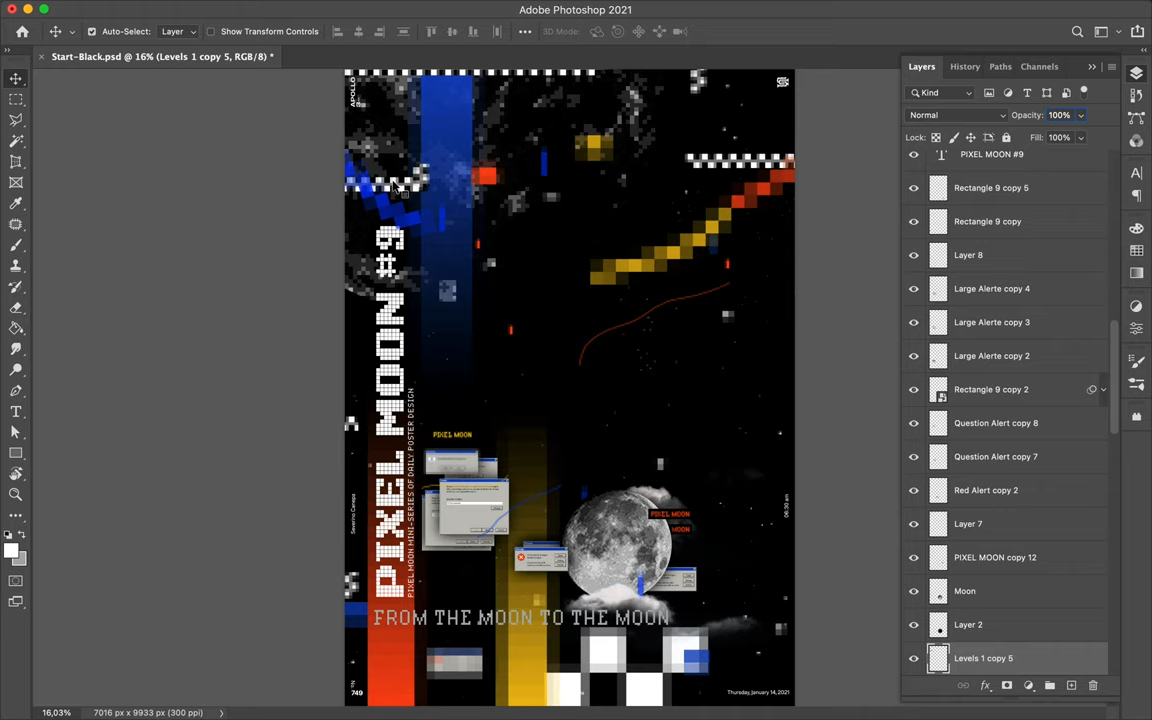 Adobe Photoshop 2021
Auto-Select:
Layer
Show Transform Controls
3D Mode:
Start-Black.psd @ 16% (Levels 1 copy 5, RGB/8) *
Layers
History
Paths
Channels
Kind
Normal
Opacity:
100%
Lock:
Fill:
100%
PIXEL MOON #9
Rectangle 9 copy 5
Rectangle 9 copy
Layer 8
Large Alerte copy 4
Large Alerte copy 3
Large Alerte copy 2
Rectangle 9 copy 2
Question Alert copy 8
Question Alert copy 7
Red Alert copy 2
Layer 7
PIXEL MOON copy 12
Moon
Layer 2
Levels 1 copy 5
APOLLO
PIXEL MOON #9
PIXEL MOON MINI-SERIES OF DAILY POSTER DESIGN
Severino Canepa
PIXEL MOON
PIXEL MOON
MOON
06:30 am
FROM THE MOON TO THE MOON
749
Thursday, January 14, 2021
16,03%
7016 px x 9933 px (300 ppi)